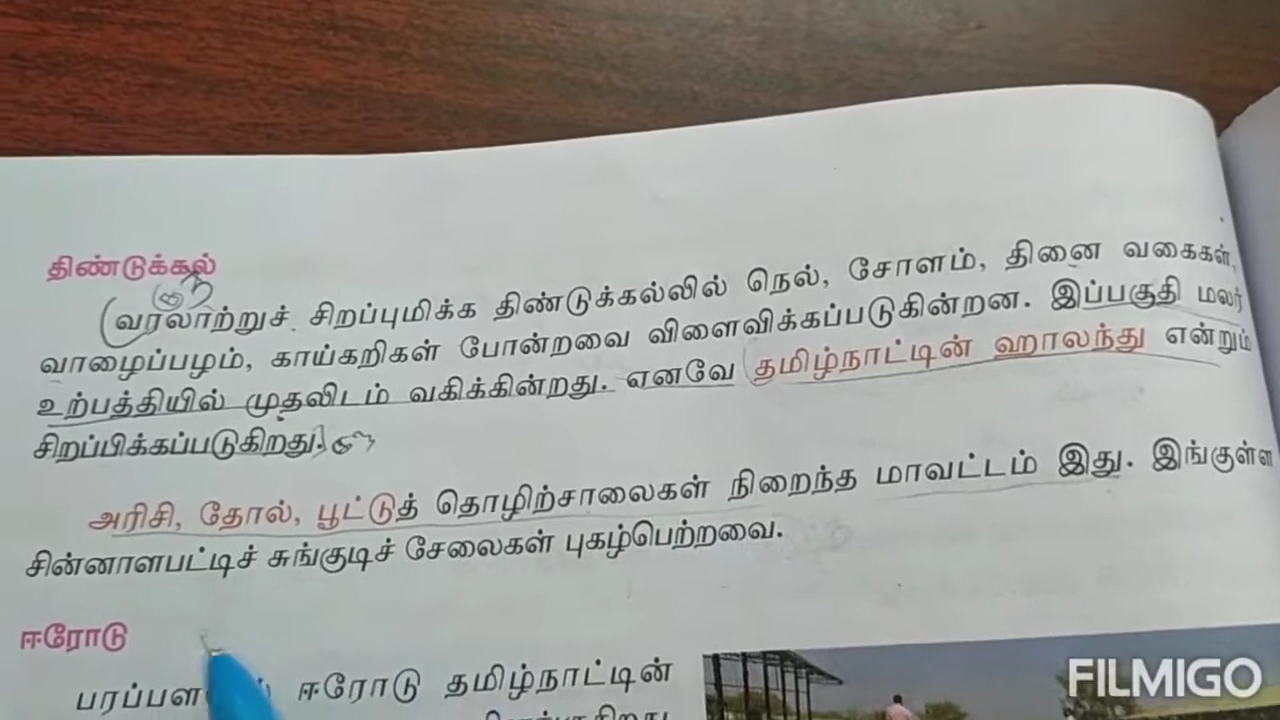 திண்டுக்கல்
வரலாற்றுச் சிறப்புமிக்க திண்டுக்கல்லில் நெல், சோளம், தினை வகைகள்,
வாழைப்பழம், காய்கறிகள் போன்றவை விளைவிக்கப்படுகின்றன. இப்பகுதி மலர்
உற்பத்தியில் முதலிடம் வகிக்கின்றது. எனவே தமிழ்நாட்டின் ஹாலந்து என்றும்
சிறப்பிக்கப்படுகிறது.
அரிசி, தோல், பூட்டுத் தொழிற்சாலைகள் நிறைந்த மாவட்டம் இது. இங்குள்ள
சின்னாளபட்டிச் சுங்குடிச் சேலைகள் புகழ்பெற்றவை.
ஈரோடு
ஈரோடு தமிழ்நாட்டின்
FILMIGO